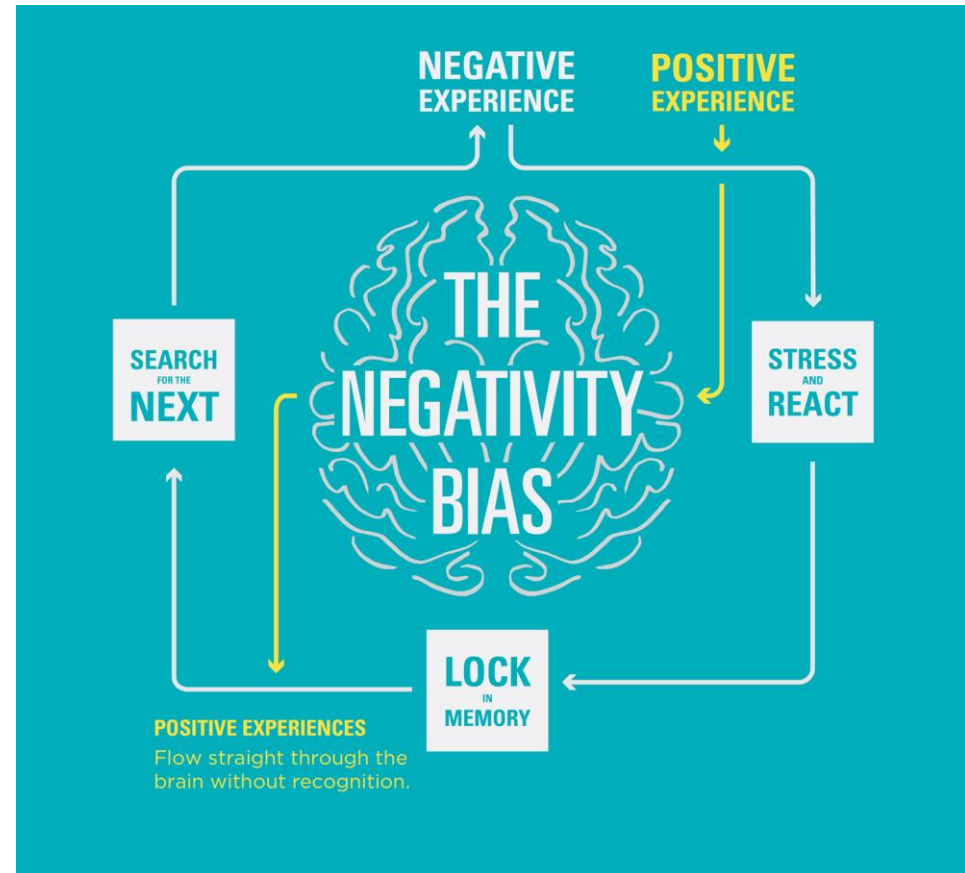 NEGATIVE
EXPERIENCE
POSITIVE
EXPERIENCE
THE
NEGATIVITY
BIAS
SEARCH
FOR THE
NEXT
STRESS
AND
REACT
LOCK
IN
MEMORY
POSITIVE EXPERIENCES
Flow straight through the
brain without recognition.